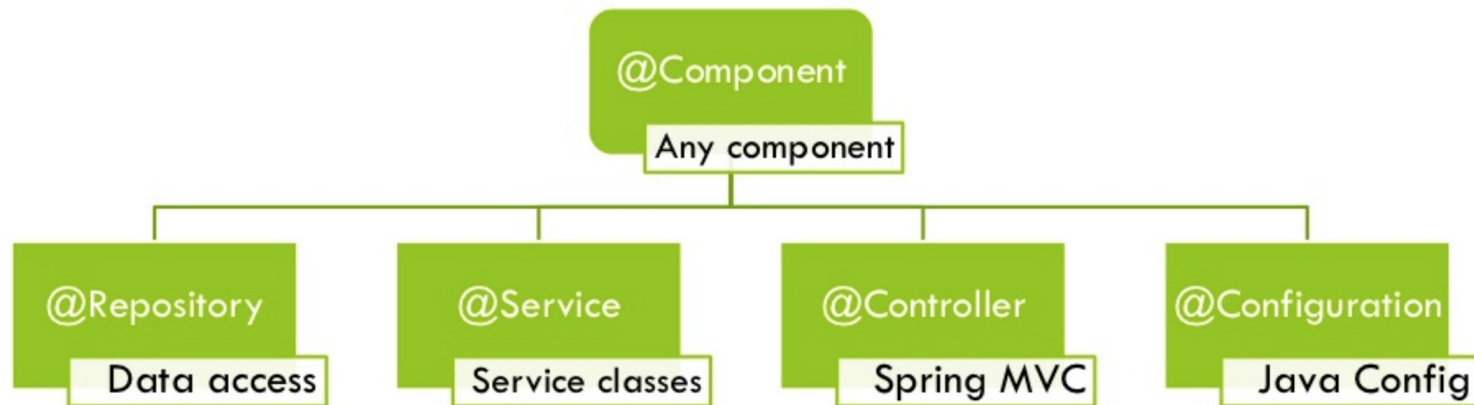 @Component
Any component
@Repository
Data access
@Service
Service classes
@Controller
Spring MVC
@Configuration
Java Config